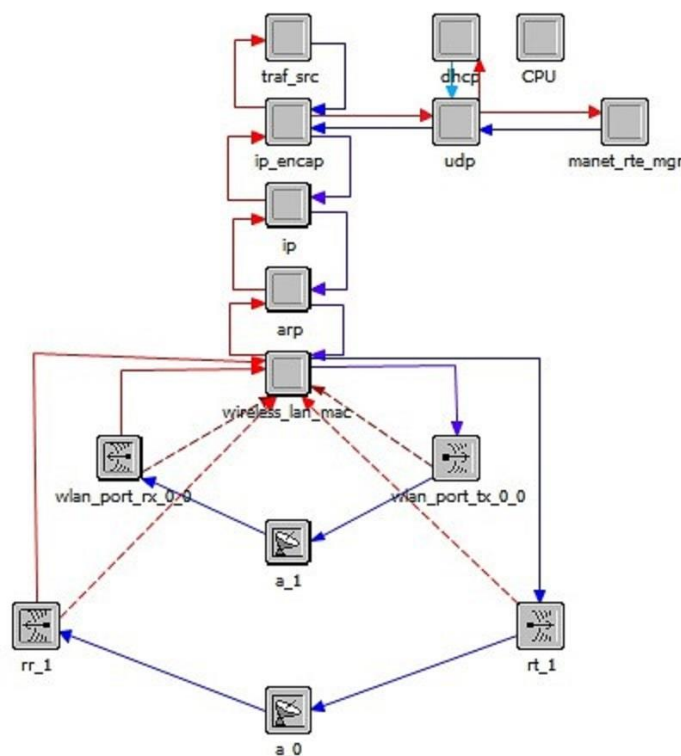 traf_src
dhcp
CPU
ip_encap
udp
manet_rte_mgr
ip
arp
wireless_lan_mac
wlan_port_rx_0_0
wlan_port_tx_0_0
a_1
rr_1
rt_1
a_0